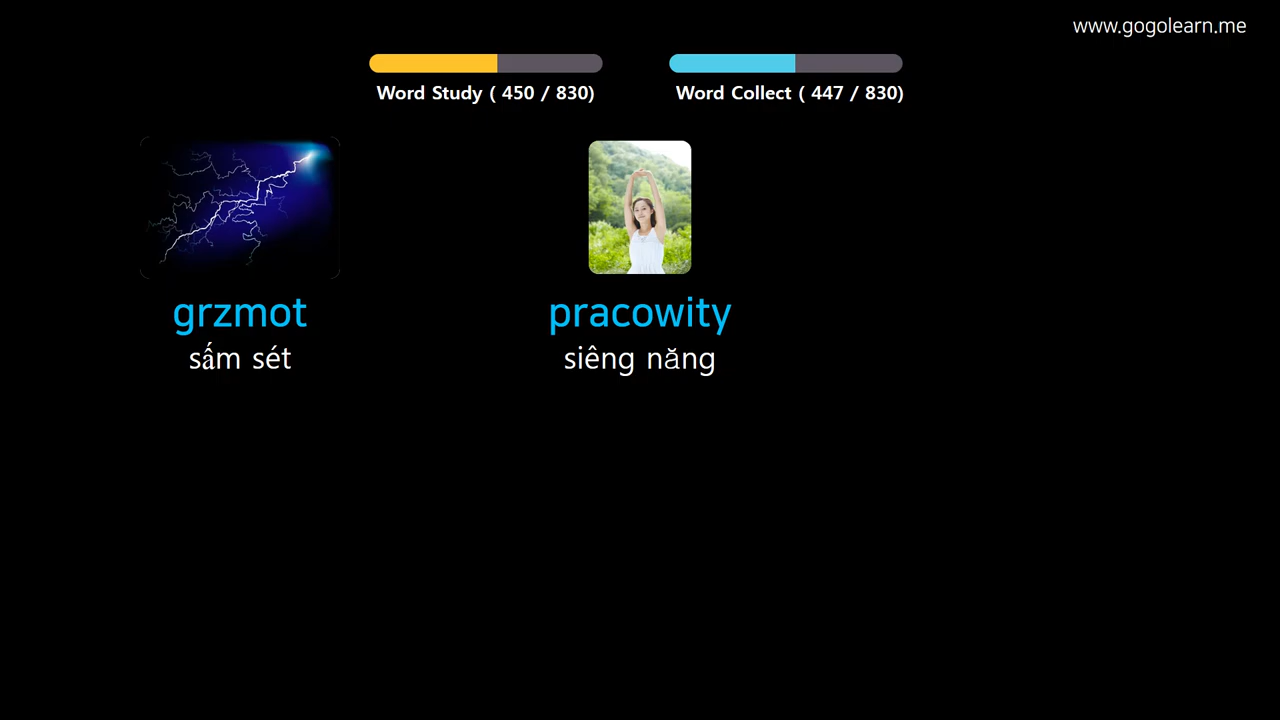 www.gogolearn.me
Word Study ( 450 / 830)
Word Collect ( 447 / 830)
grzmot
sấm sét
pracowity
siêng năng